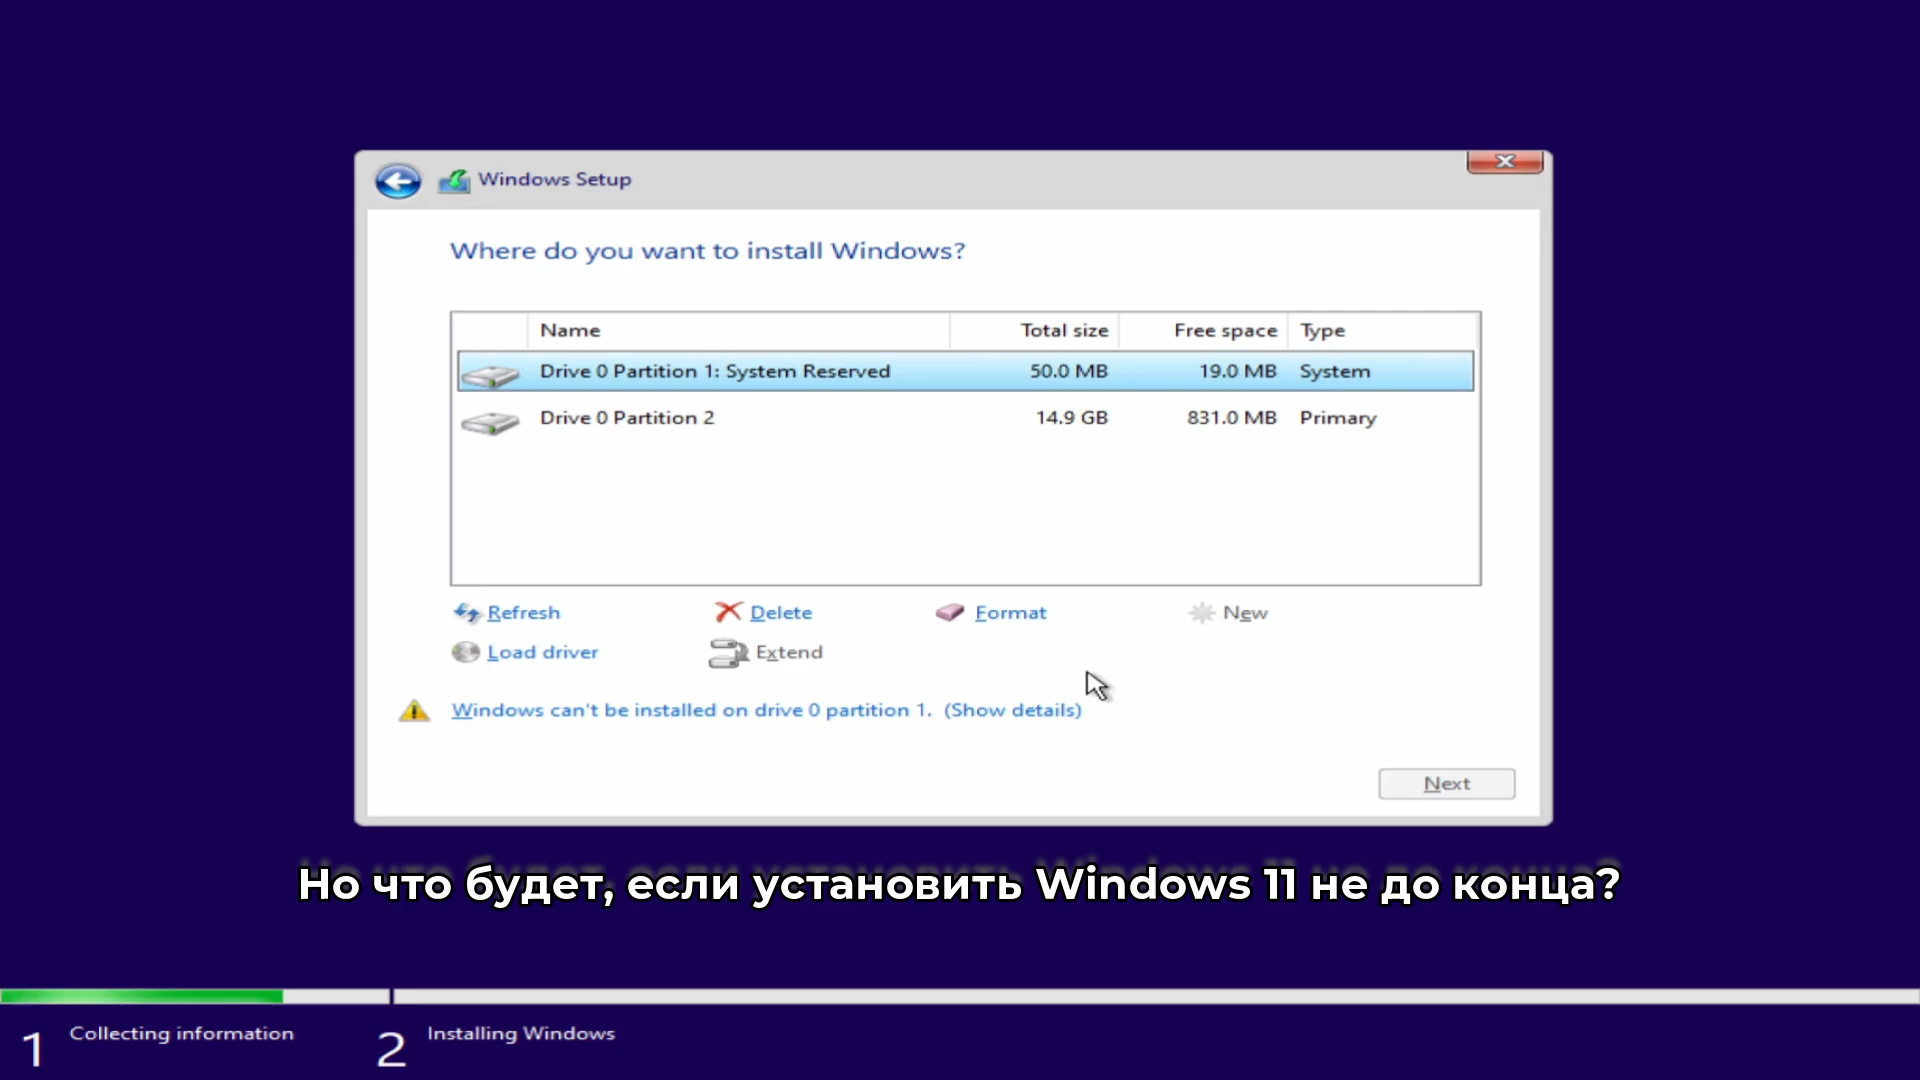 Windows Setup
Where do you want to install Windows?
Name Total size Free space Type
Drive 0 Partition 1: System Reserved 50.0 MB 19.0 MB System
Drive 0 Partition 2 14.9 GB 831.0 MB Primary
Refresh Delete Format New
Load driver Extend
Windows can't be installed on drive 0 partition 1. (Show details)
Next
Но что будет, если установить Windows 11 не до конца?
1 Collecting information 2 Installing Windows